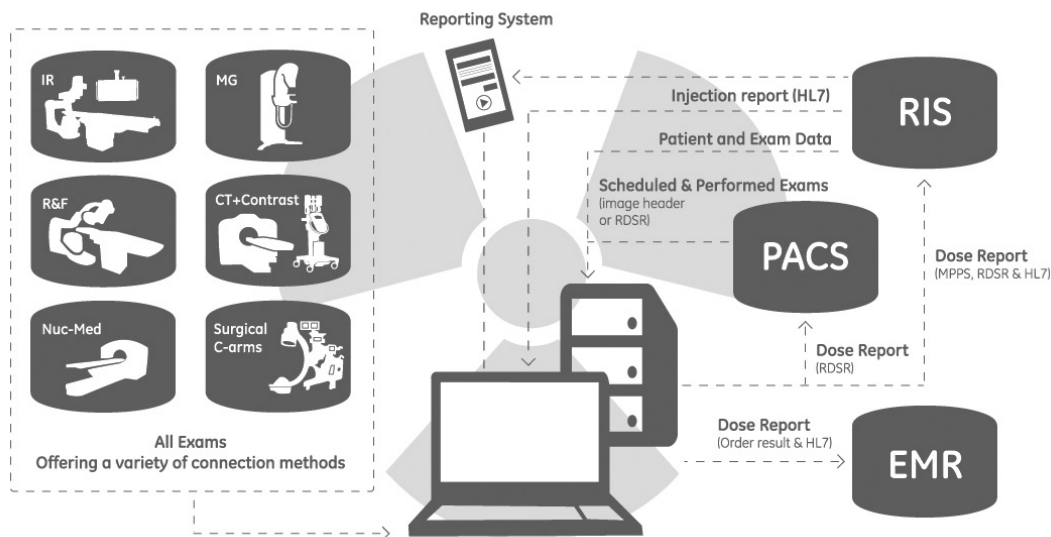 Reporting System
IR
MG
R&F
CT+Contrast
Nuc-Med
Surgical
C-arms
All Exams
Offering a variety of connection methods
Injection report (HL7)
Patient and Exam Data
Scheduled & Performed Exams
(image header
or RDSR)
RIS
PACS
Dose Report
(MPPS, RDSR & HL7)
Dose Report
(RDSR)
Dose Report
(Order result & HL7)
EMR